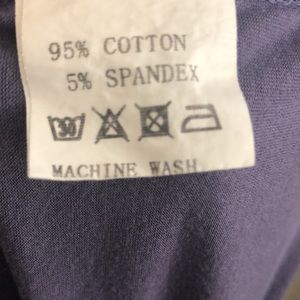 95% COTTON
5% SPANDEX
30
MACHINE WASH.